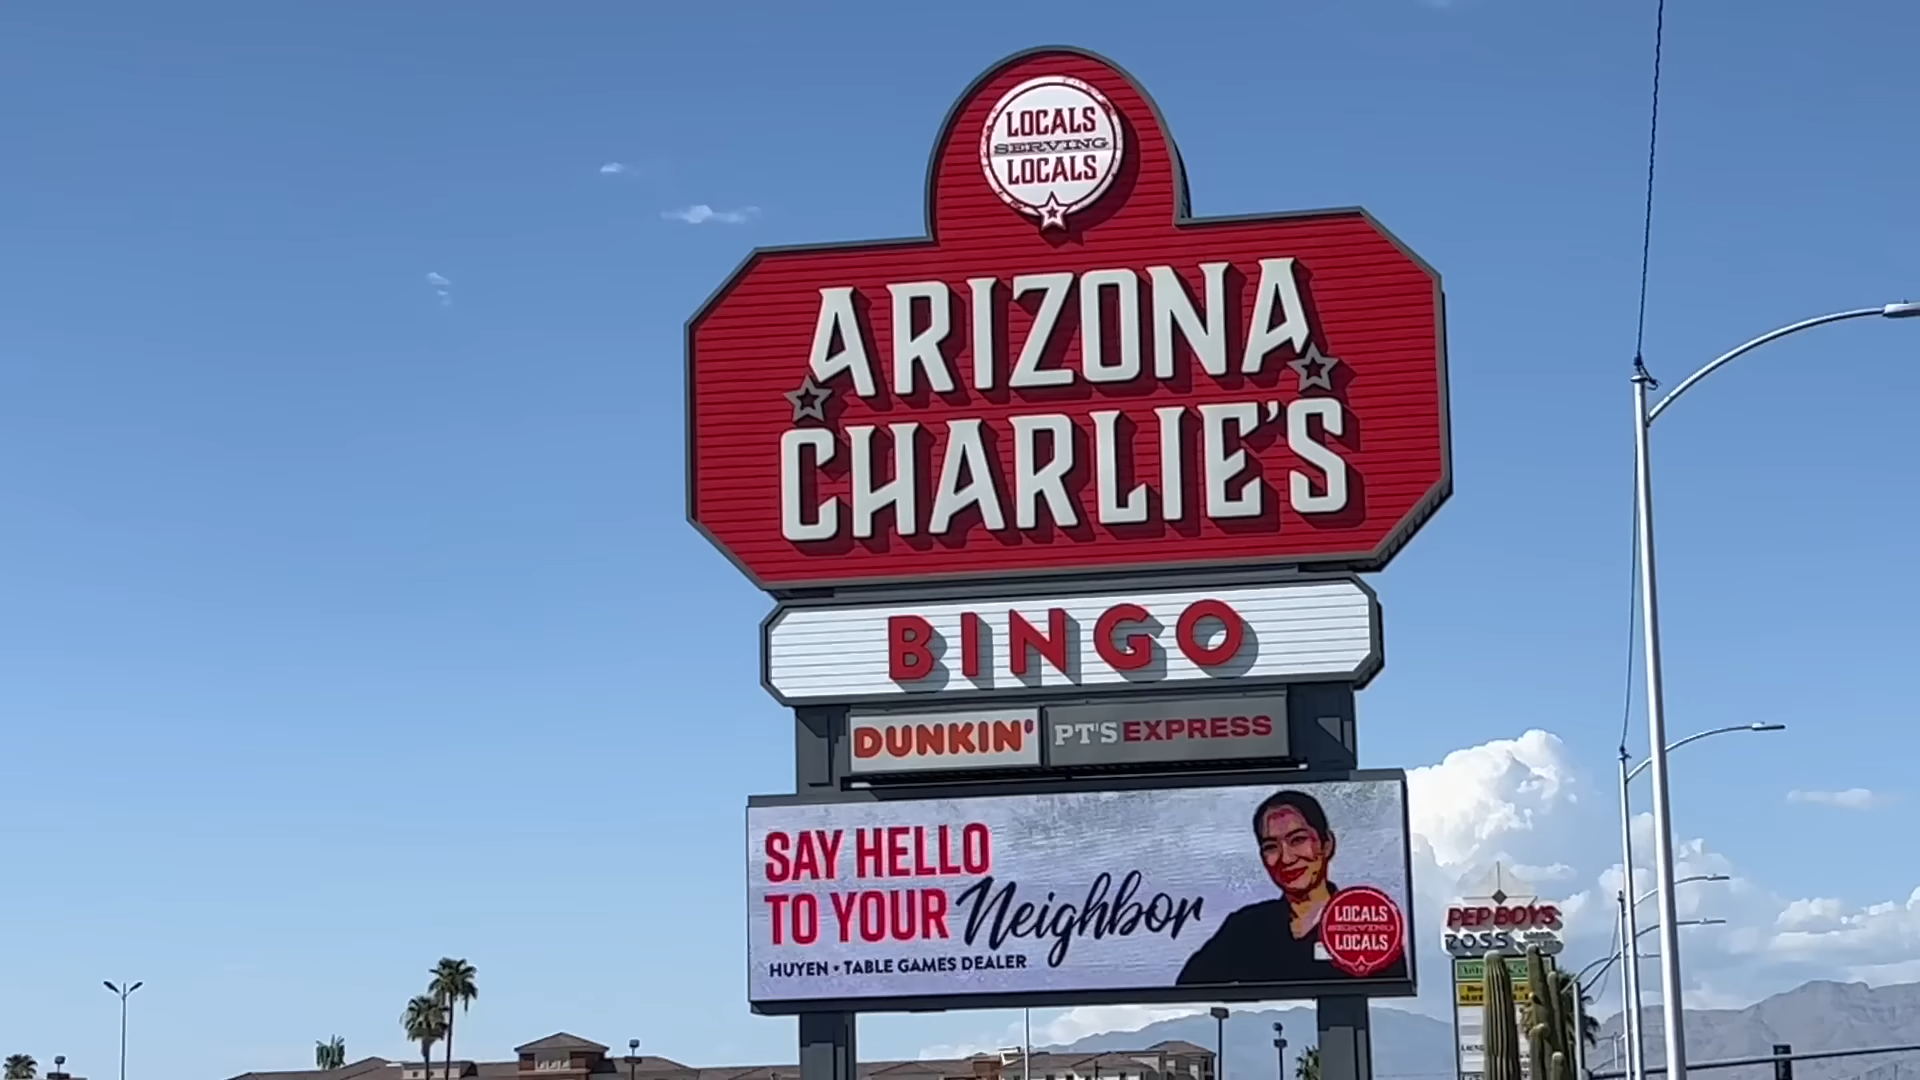 LOCALS
SERVING
LOCALS
ARIZONA
CHARLIE'S
BINGO
DUNKIN'
PT'S EXPRESS
SAY HELLO
TO YOUR Neighbor
HUYEN • TABLE GAMES DEALER
LOCALS
SERVING
LOCALS
PEP BOYS
ROSS